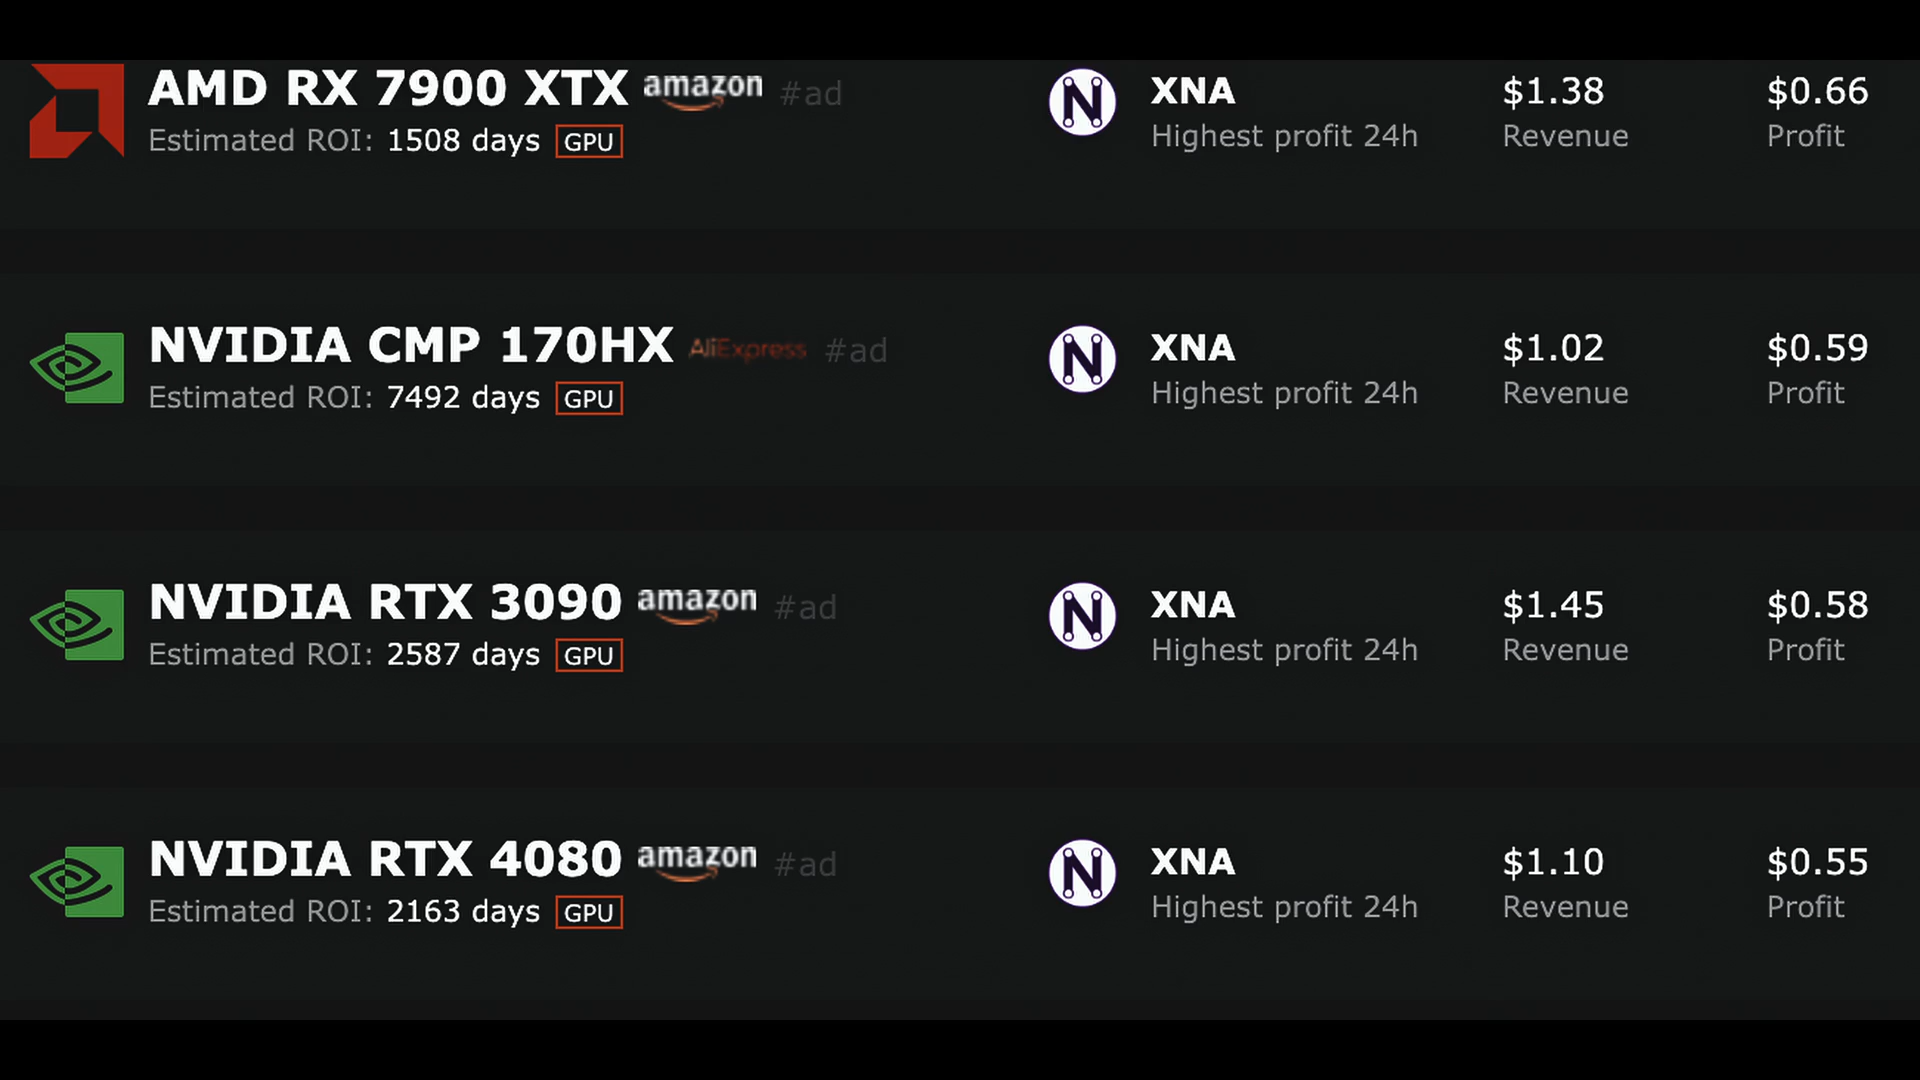 AMD RX 7900 XTX amazon #ad XNA $1.38 $0.66
Estimated ROI: 1508 days GPU Highest profit 24h Revenue Profit
NVIDIA CMP 170HX AliExpress #ad XNA $1.02 $0.59
Estimated ROI: 7492 days GPU Highest profit 24h Revenue Profit
NVIDIA RTX 3090 amazon #ad XNA $1.45 $0.58
Estimated ROI: 2587 days GPU Highest profit 24h Revenue Profit
NVIDIA RTX 4080 amazon #ad XNA $1.10 $0.55
Estimated ROI: 2163 days GPU Highest profit 24h Revenue Profit